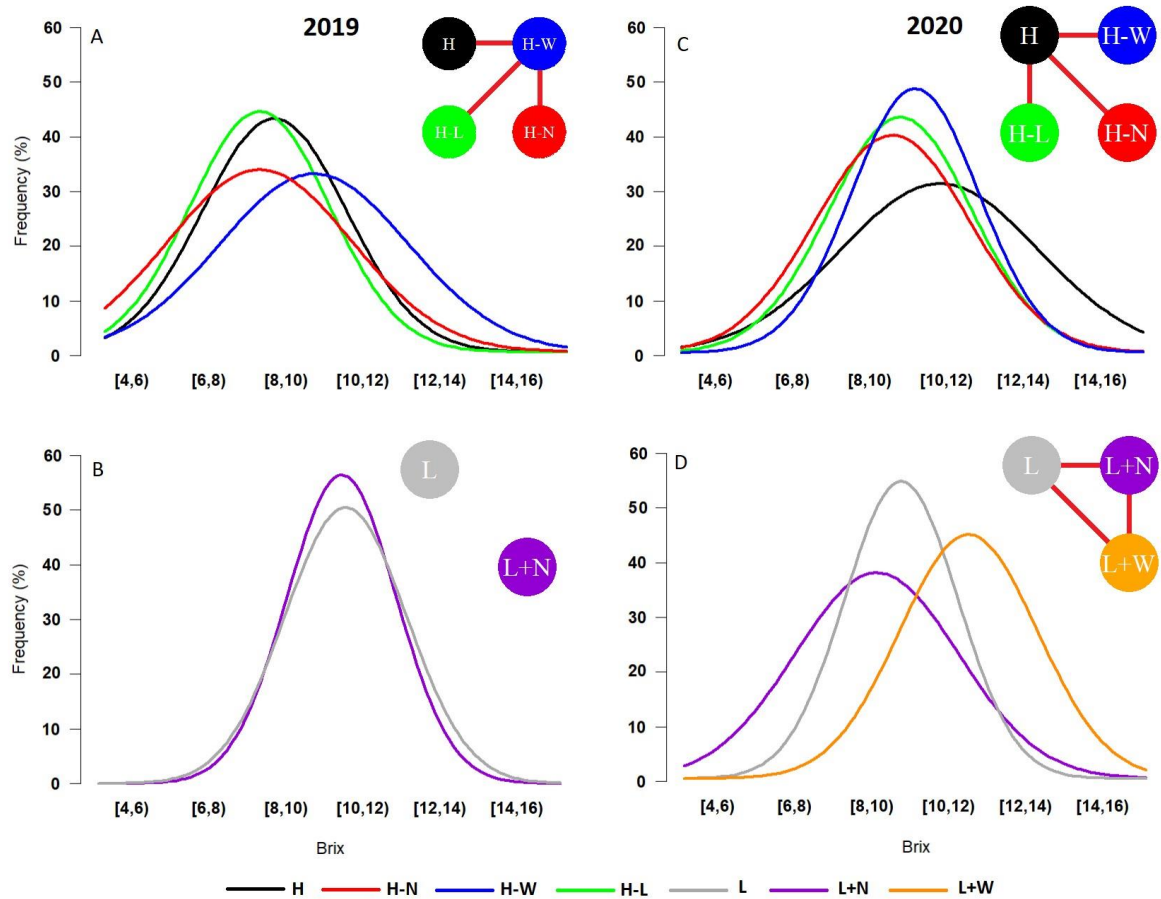 2019
A
H
H-W
H-L
H-N
Frequency (%)
60
50
40
30
20
10
0
[4,6) [6,8) [8,10) [10,12) [12,14) [14,16)
2020
C
H
H-W
H-L
H-N
60
50
40
30
20
10
0
[4,6) [6,8) [8,10) [10,12) [12,14) [14,16)
B
L
L+N
Frequency (%)
60
50
40
30
20
10
0
[4,6) [6,8) [8,10) [10,12) [12,14) [14,16)
Brix
D
L
L+N
L+W
60
50
40
30
20
10
0
[4,6) [6,8) [8,10) [10,12) [12,14) [14,16)
Brix
H H-N H-W H-L L L+N L+W